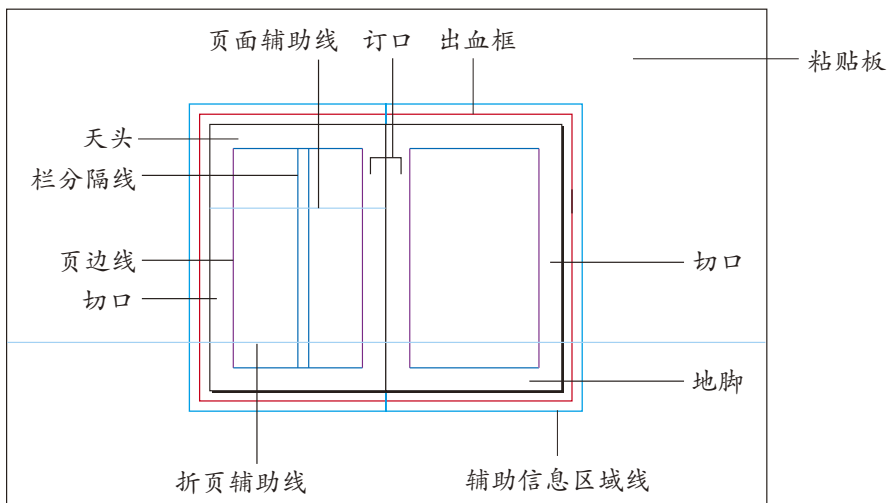 页面辅助线 订口 出血框
粘贴板
天头
栏分隔线
页边线
切口
切口
地脚
折页辅助线
辅助信息区域线